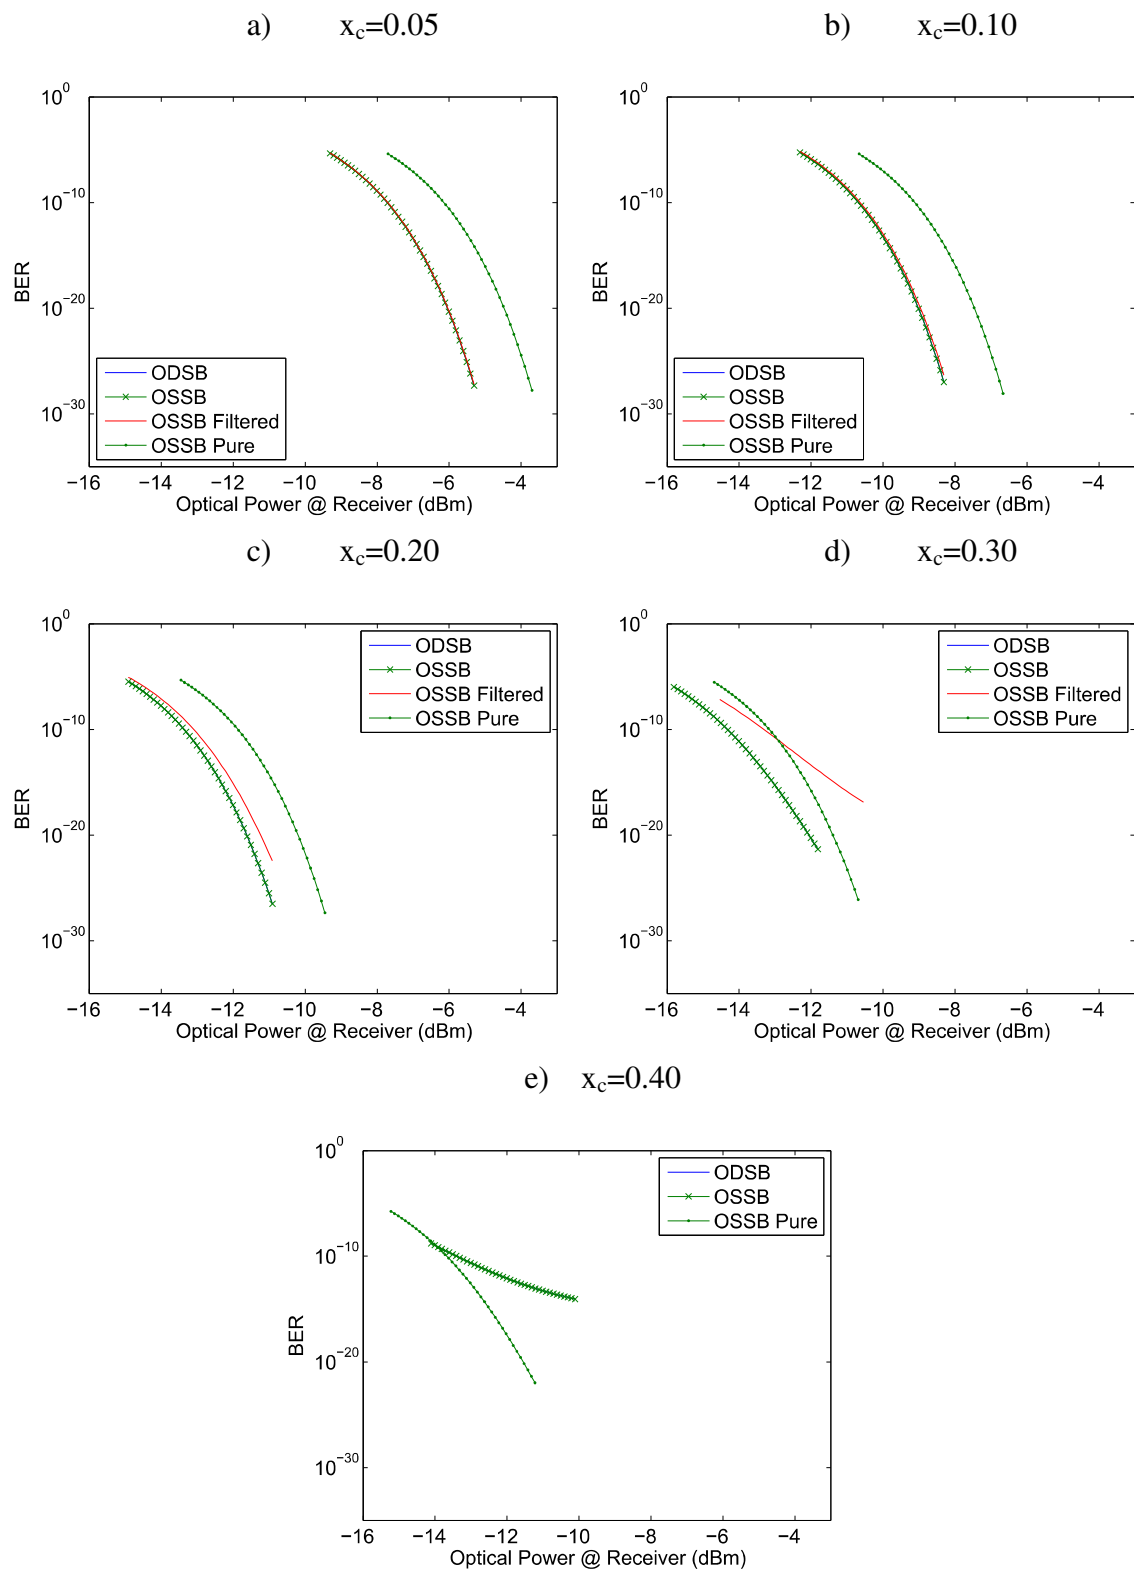 a) x_c=0.05
10^0
10^−10
10^−20
10^−30
BER
ODSB
OSSB
OSSB Filtered
OSSB Pure
−16 −14 −12 −10 −8 −6 −4
Optical Power @ Receiver (dBm)
b) x_c=0.10
10^0
10^−10
10^−20
10^−30
BER
ODSB
OSSB
OSSB Filtered
OSSB Pure
−16 −14 −12 −10 −8 −6 −4
Optical Power @ Receiver (dBm)
c) x_c=0.20
10^0
10^−10
10^−20
10^−30
BER
ODSB
OSSB
OSSB Filtered
OSSB Pure
−16 −14 −12 −10 −8 −6 −4
Optical Power @ Receiver (dBm)
d) x_c=0.30
10^0
10^−10
10^−20
10^−30
BER
ODSB
OSSB
OSSB Filtered
OSSB Pure
−16 −14 −12 −10 −8 −6 −4
Optical Power @ Receiver (dBm)
e) x_c=0.40
10^0
10^−10
10^−20
10^−30
BER
ODSB
OSSB
OSSB Pure
−16 −14 −12 −10 −8 −6 −4
Optical Power @ Receiver (dBm)